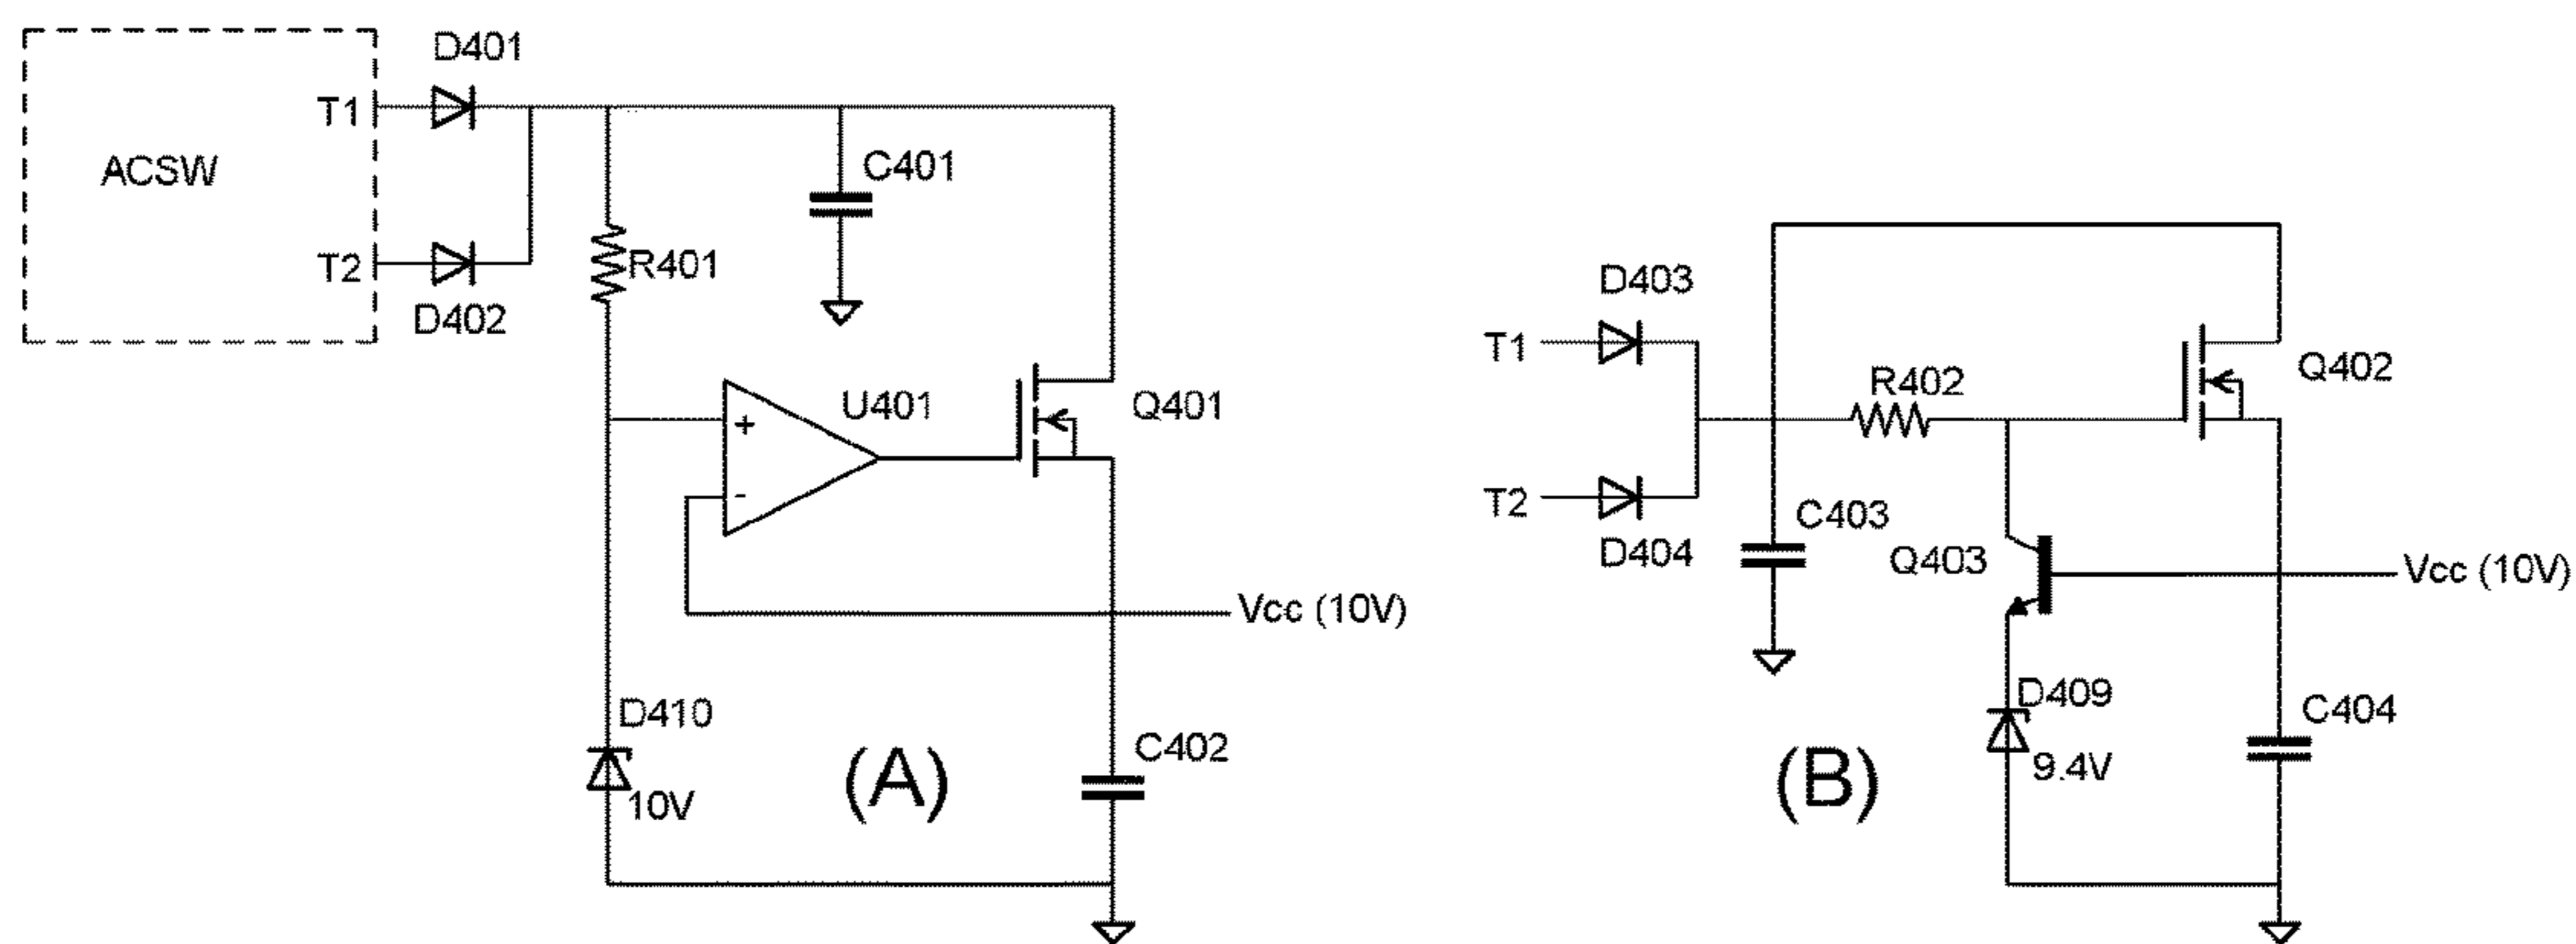 D401
T1
ACSW
C401
T2
R401
D402
U401
Q401
+
-
Vcc (10V)
D410
10V
C402
(A)
D403
T1
R402
Q402
T2
D404
C403
Q403
Vcc (10V)
D409
9.4V
C404
(B)